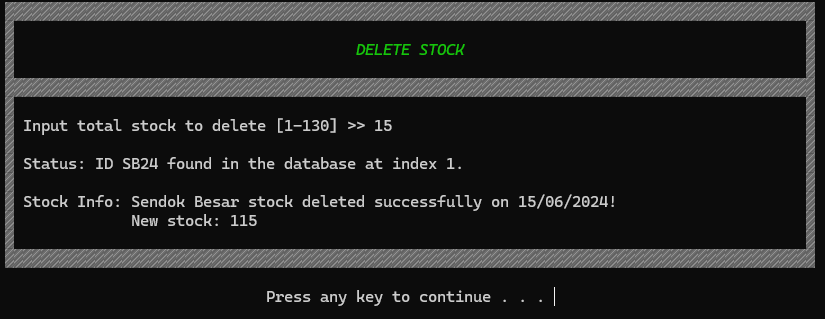 DELETE STOCK
Input total stock to delete [1-130] >> 15
Status: ID SB24 found in the database at index 1.
Stock Info: Sendok Besar stock deleted successfully on 15/06/2024!
New stock: 115
Press any key to continue . . .